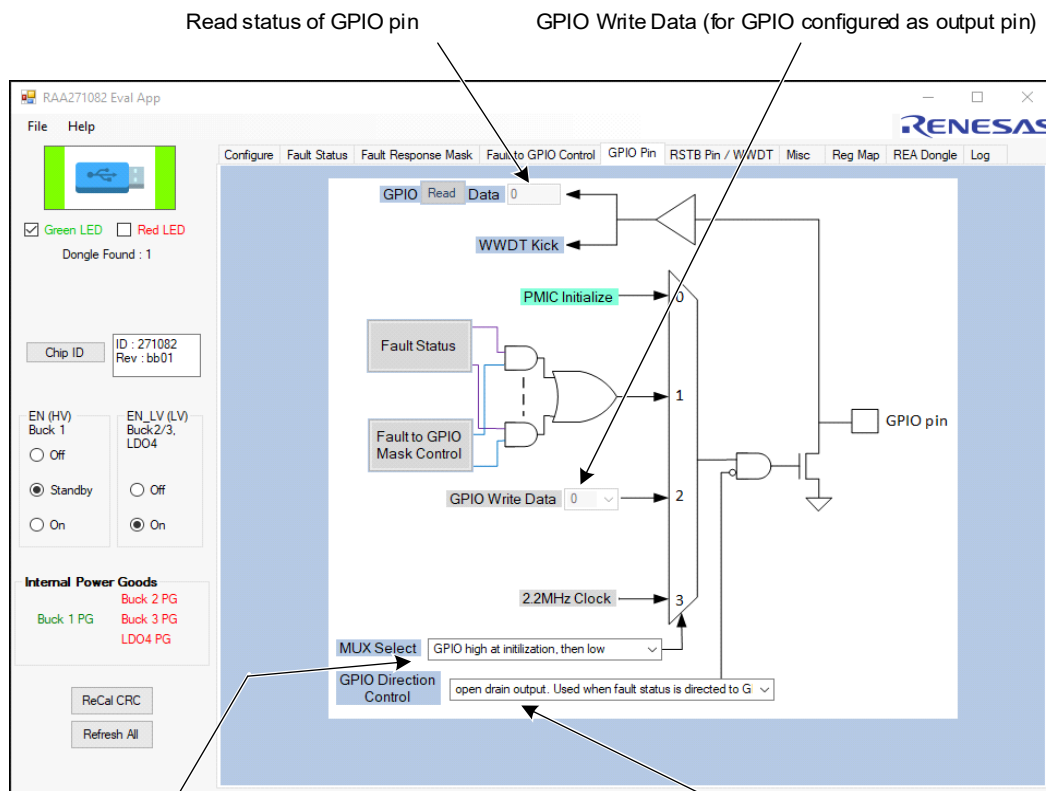 Read status of GPIO pin
GPIO Write Data (for GPIO configured as output pin)
RAA271082 Eval App
File Help
RENESAS
Configure Fault Status Fault Response Mask Fault to GPIO Control GPIO Pin RSTB Pin / WWDT Misc Reg Map REA Dongle Log
GPIO Read Data 0
Green LED Red LED
WWDT Kick
Dongle Found : 1
PMIC Initialize
0
Chip ID
ID : 271082
Rev : bb01
Fault Status
1
EN (HV)
Buck 1
Off
Standby
On
EN_LV (LV)
Buck2/3,
LDO4
Off
On
Fault to GPIO
Mask Control
GPIO pin
GPIO Write Data 0
2
Internal Power Goods
Buck 1 PG
Buck 2 PG
Buck 3 PG
LDO4 PG
2.2MHz Clock
3
MUX Select GPIO high at initilization, then low
GPIO Direction
Control
open drain output. Used when fault status is directed to G
ReCal CRC
Refresh All